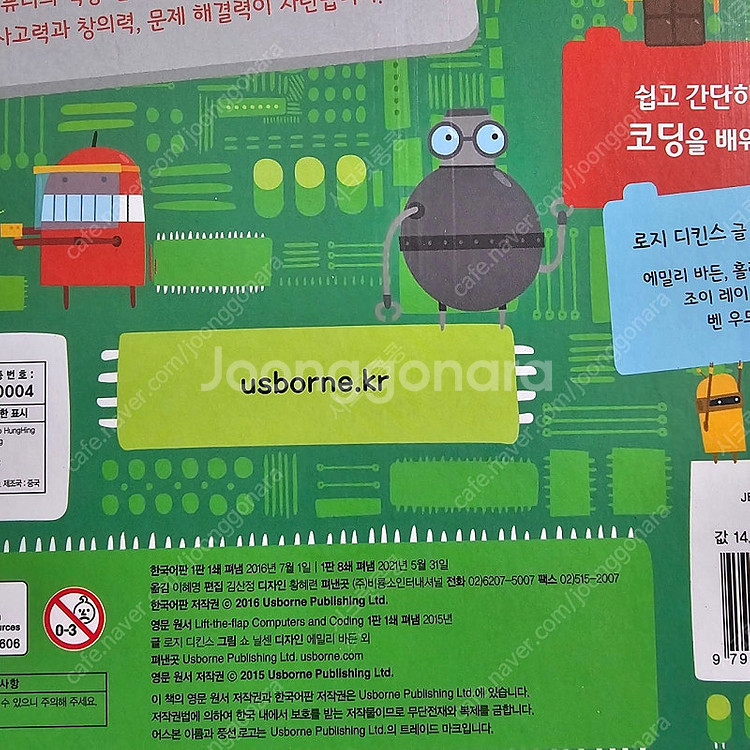 사고력과 창의력, 문제 해결력이 자란답니다.
쉽고 간단하
코딩을 배워
로지 디킨스 글
에밀리 바든, 홀
조이 레이
벤 우드
usborne.kr
Joonggonara
번호:
0004
한 표시
HungHing
제조국 : 중국
한국어판 1판 1쇄 펴냄 2016년 7월 1일 | 1판 8쇄 펴냄 2021년 5월 31일
옮김 이혜명 편집 김산정 디자인 황혜련 펴낸곳 (주)비룡소인터내셔널 전화 02)6207-5007 팩스 02)515-2007
한국어판 저작권 © 2016 Usborne Publishing Ltd.
영문 원서 Lift-the-flap Computers and Coding 1판 1쇄 펴냄 2015년
글 로지 디킨스 그림 쇼 닐센 디자인 에밀리 바든 외
펴낸곳 Usborne Publishing Ltd. usborne.com
영문 원서 저작권 © 2015 Usborne Publishing Ltd.
이 책의 영문 원서 저작권과 한국어판 저작권은 Usborne Publishing Ltd.에 있습니다.
저작권법에 의하여 한국 내에서 보호를 받는 저작물이므로 무단전재와 복제를 금합니다.
어스본 이름과 풍선 로고는 Usborne Publishing Ltd.의 트레이드 마크입니다.
0-3
606
사항
수 있으니 주의해 주세요.
값 14,
9 79
cafe.naver.com/joonggonara